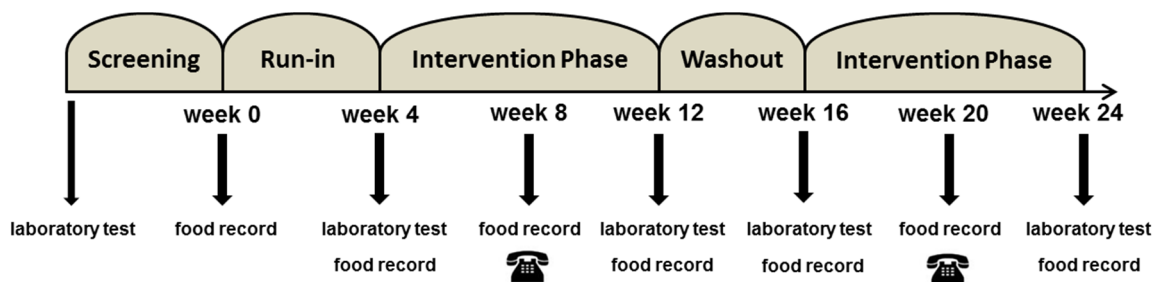 Screening Run-in Intervention Phase Washout Intervention Phase
week 0 week 4 week 8 week 12 week 16 week 20 week 24
laboratory test food record laboratory test food record laboratory test laboratory test food record laboratory test
food record food record food record food record